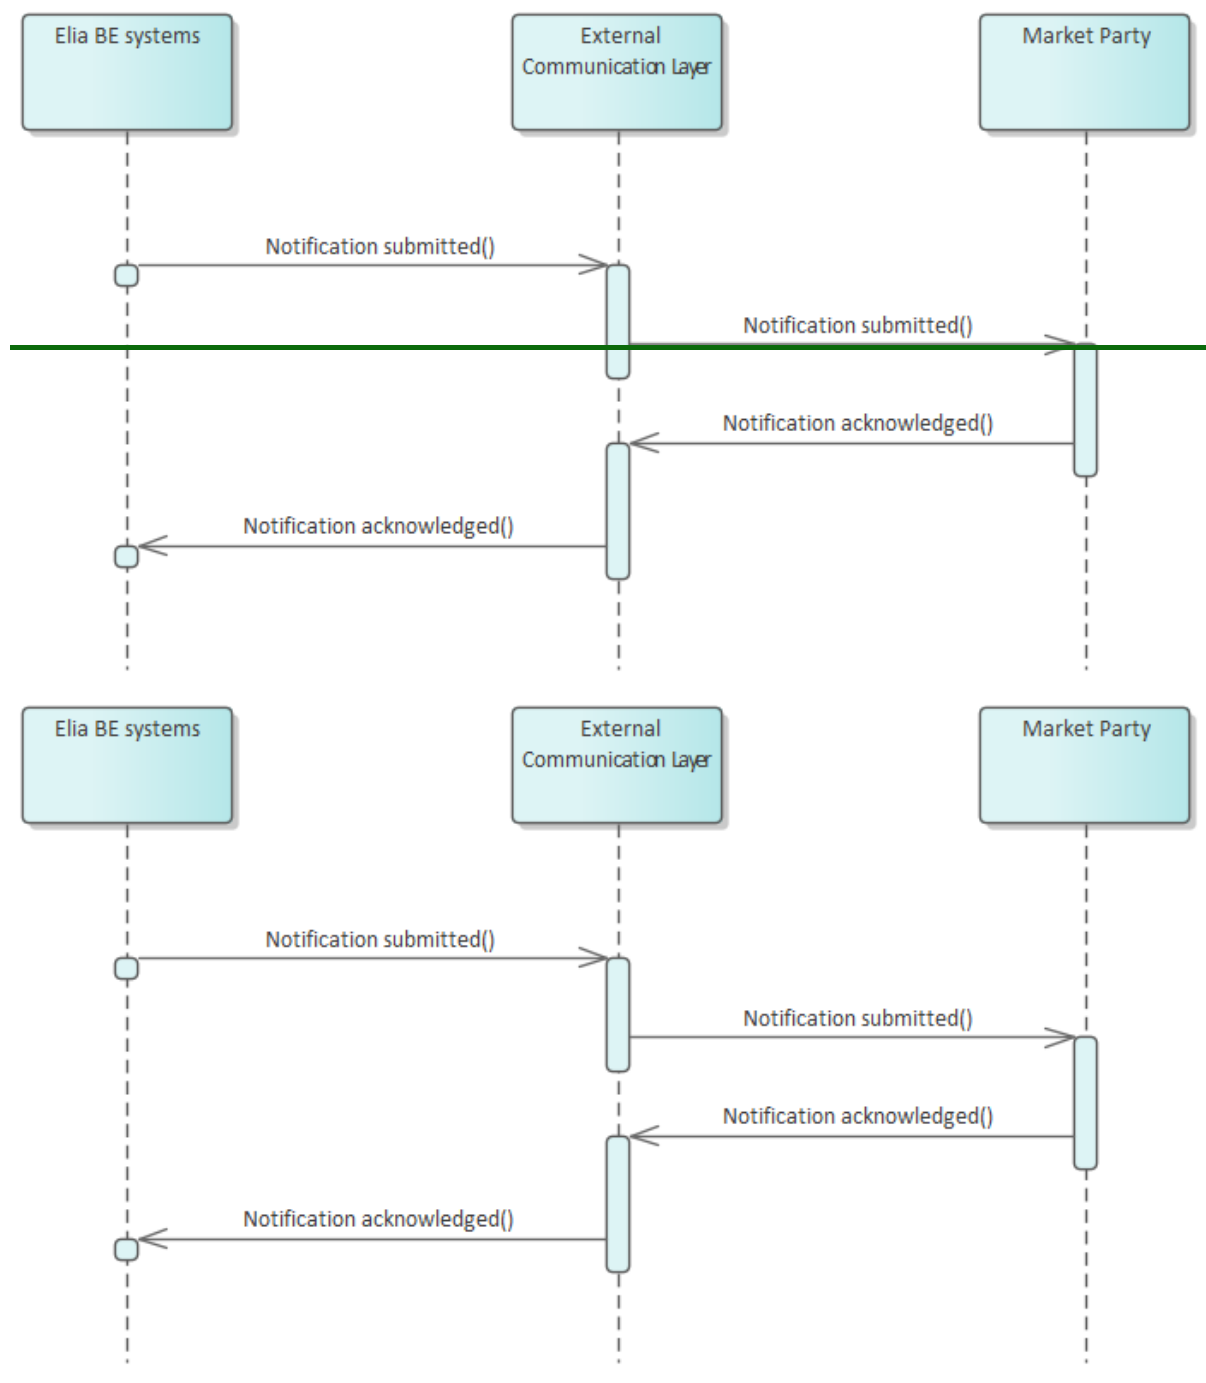 Elia BE systems
External
Communication Layer
Market Party
Notification submitted()
Notification submitted()
Notification acknowledged()
Notification acknowledged()
Elia BE systems
External
Communication Layer
Market Party
Notification submitted()
Notification submitted()
Notification acknowledged()
Notification acknowledged()